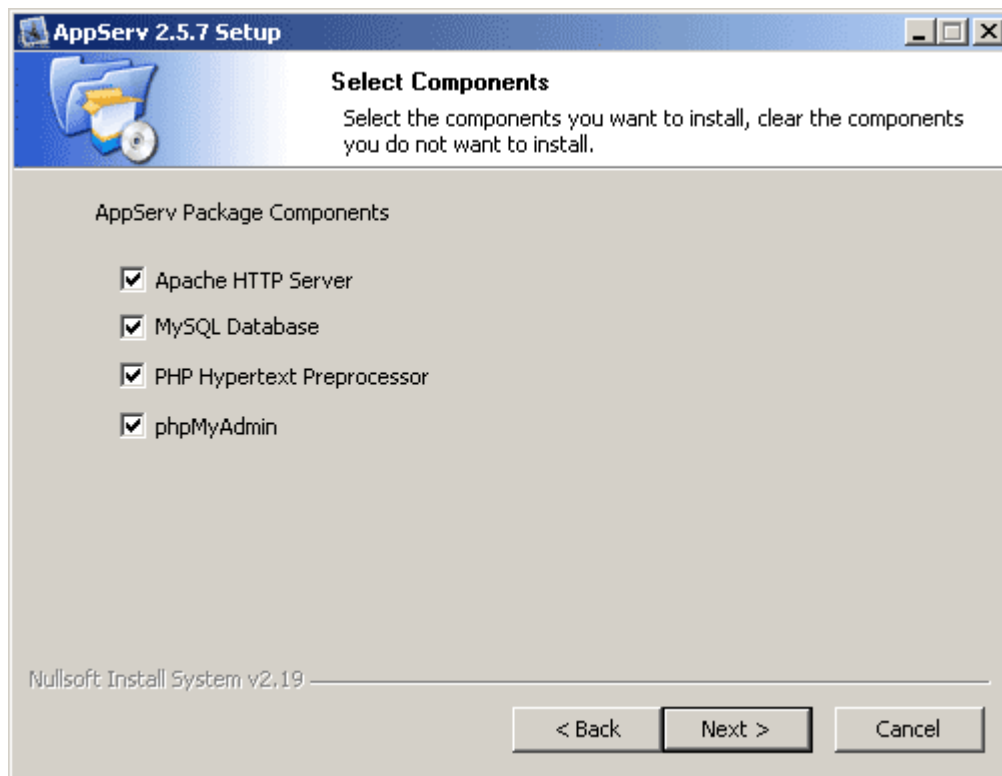 AppServ 2.5.7 Setup
Select Components
Select the components you want to install, clear the components
you do not want to install.
AppServ Package Components
Apache HTTP Server
MySQL Database
PHP Hypertext Preprocessor
phpMyAdmin
Nullsoft Install System v2.19
< Back
Next >
Cancel